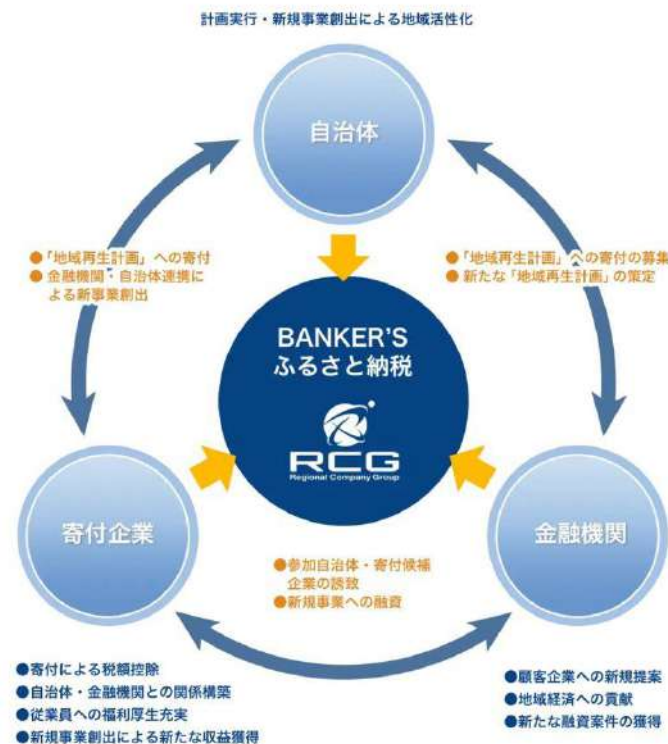 計画実行・新規事業創出による地域活性化
自治体
●「地域再生計画」への寄付
●金融機関・自治体連携に
よる新事業創出
●「地域再生計画」への寄付の募集
●新たな「地域再生計画」の策定
BANKER'S
ふるさと納税
RCG
Regional Company Group
寄付企業
金融機関
●参加自治体・寄付候補
企業の誘致
●新規事業への融資
●寄付による税額控除
●自治体・金融機関との関係構築
●従業員への福利厚生充実
●新規事業創出による新たな収益獲得
●顧客企業への新規提案
●地域経済への貢献
●新たな融資案件の獲得